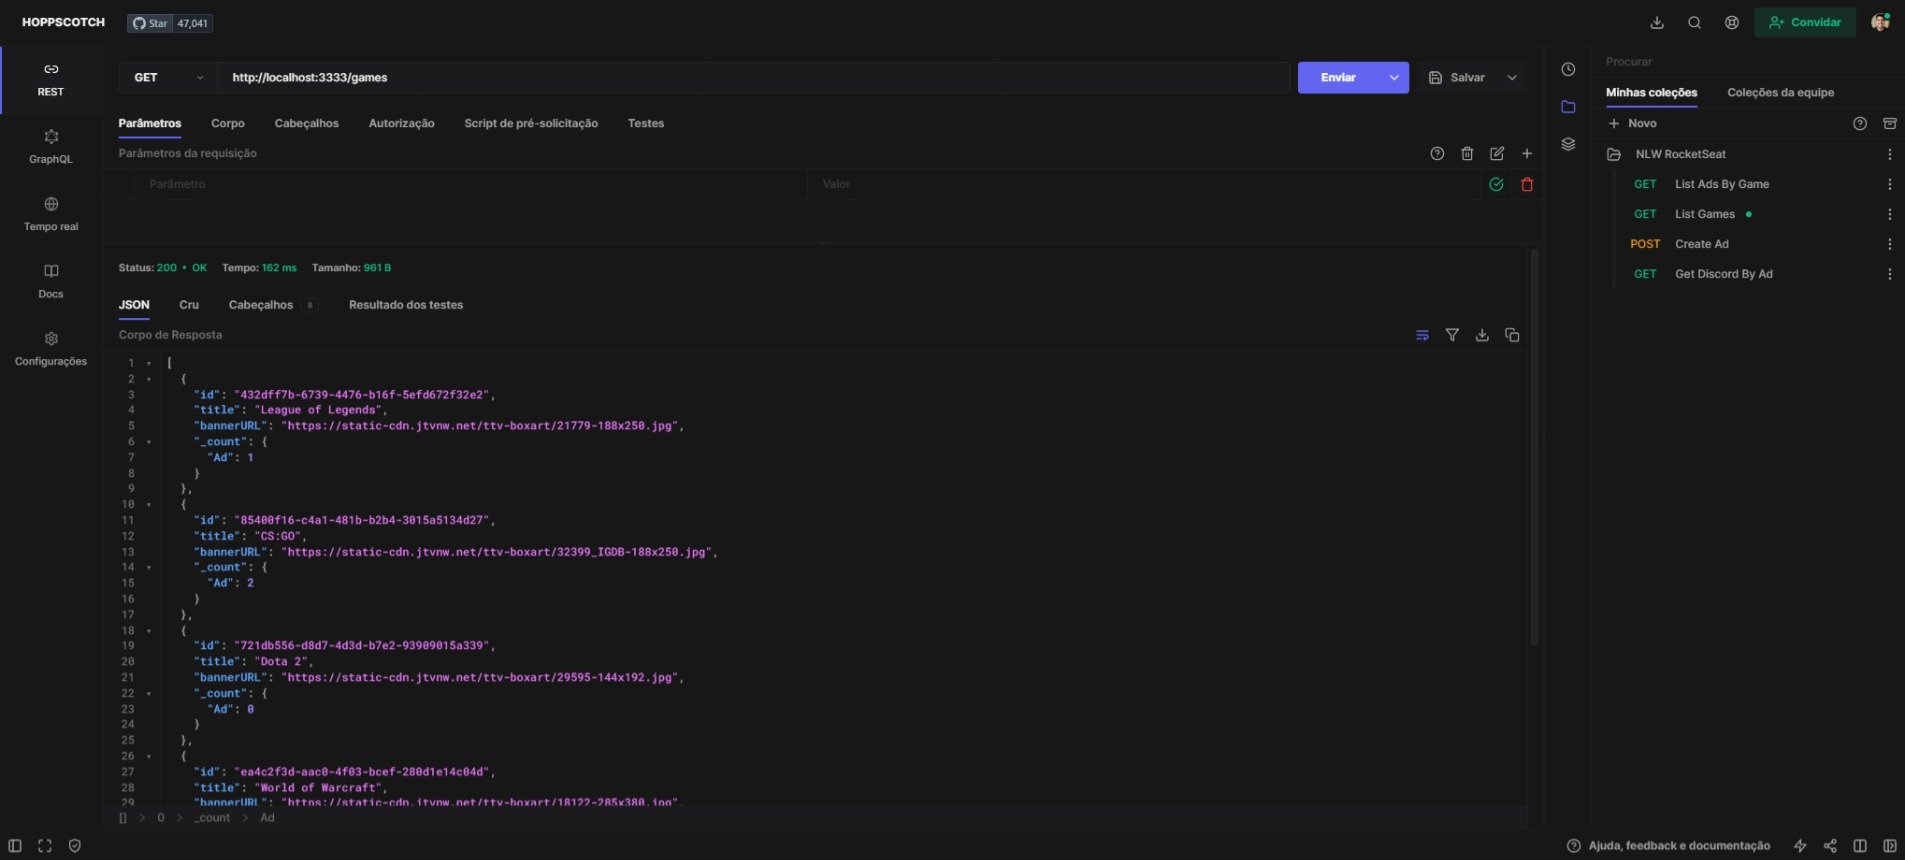 HOPPSCOTCH
Star 47,041
Convidar
REST
GraphQL
Tempo real
Docs
Configurações
GET http://localhost:3333/games Enviar Salvar
Parâmetros Corpo Cabeçalhos Autorização Script de pré-solicitação Testes
Parâmetros da requisição
Parâmetro Valor
Status: 200 • OK Tempo: 162 ms Tamanho: 961 B
JSON Cru Cabeçalhos 8 Resultado dos testes
Corpo de Resposta
1 [
2 {
3 "id": "432dff7b-6739-4476-b16f-5efd672f32e2",
4 "title": "League of Legends",
5 "bannerURL": "https://static-cdn.jtvnw.net/ttv-boxart/21779-188x250.jpg",
6 "_count": {
7 "Ad": 1
8 }
9 },
10 {
11 "id": "85400f16-c4a1-481b-b2b4-3015a5134d27",
12 "title": "CS:GO",
13 "bannerURL": "https://static-cdn.jtvnw.net/ttv-boxart/32399_IGDB-188x250.jpg",
14 "_count": {
15 "Ad": 2
16 }
17 },
18 {
19 "id": "721db556-d8d7-4d3d-b7e2-93909015a339",
20 "title": "Dota 2",
21 "bannerURL": "https://static-cdn.jtvnw.net/ttv-boxart/29595-144x192.jpg",
22 "_count": {
23 "Ad": 0
24 }
25 },
26 {
27 "id": "ea4c2f3d-aac0-4f03-bcef-280d1e14c04d",
28 "title": "World of Warcraft",
29 "bannerURL": "https://static-cdn.jtvnw.net/ttv-boxart/18122-285x380.jpg",
[] > 0 > _count > Ad
Procurar
Minhas coleções Coleções da equipe
Novo
NLW RocketSeat
GET List Ads By Game
GET List Games
POST Create Ad
GET Get Discord By Ad
Ajuda, feedback e documentação